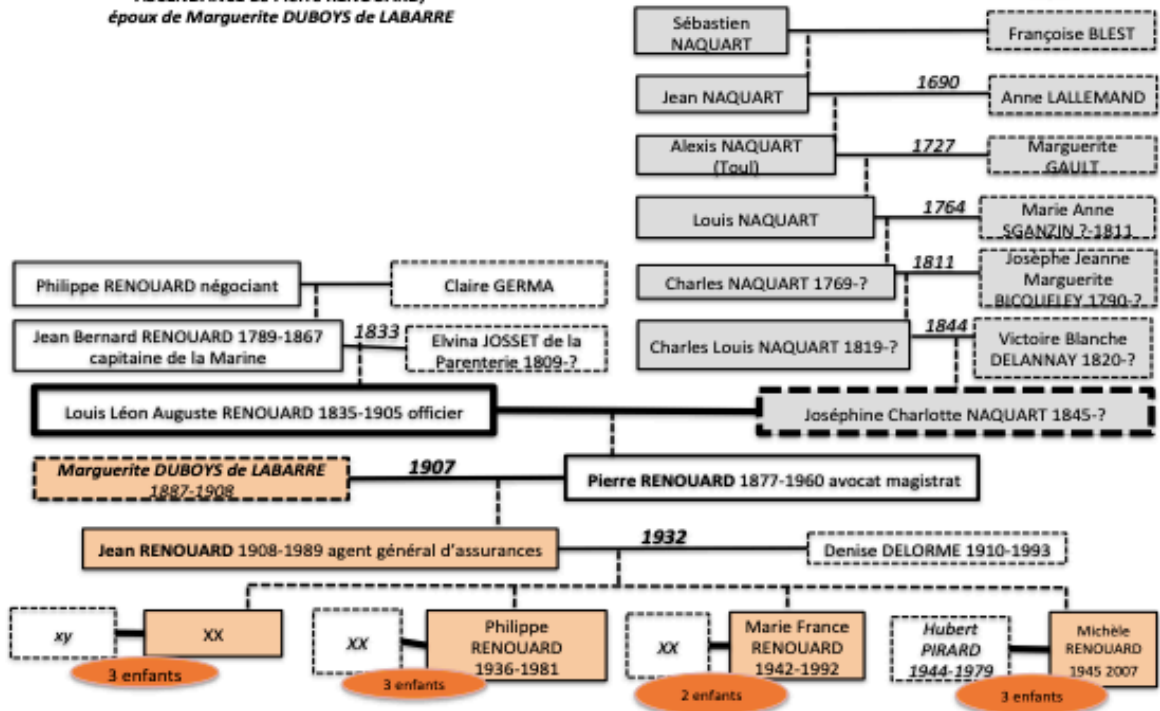 époux de Marguerite DUBOYS de LABARRE
Sébastien
NAQUART
Françoise BLEST
Jean NAQUART
1690
Anne LALLEMAND
Alexis NAQUART
(Toul)
1727
Marguerite
GAULT
Louis NAQUART
1764
Marie Anne
SGANZIN ?-1811
Philippe RENOUARD négociant
Claire GERMA
Charles NAQUART 1769-?
1811
Josèphe Jeanne
Marguerite
BICQUELEY 1790-?
Jean Bernard RENOUARD 1789-1867
capitaine de la Marine
1833
Elvina JOSSET de la
Parenterie 1809-?
Charles Louis NAQUART 1819-?
1844
Victoire Blanche
DELANNAY 1820-?
Louis Léon Auguste RENOUARD 1835-1905 officier
Joséphine Charlotte NAQUART 1845-?
Marguerite DUBOYS de LABARRE
1887-1908
1907
Pierre RENOUARD 1877-1960 avocat magistrat
Jean RENOUARD 1908-1989 agent général d'assurances
1932
Denise DELORME 1910-1993
xy
XX
3 enfants
XX
Philippe
RENOUARD
1936-1981
3 enfants
XX
Marie France
RENOUARD
1942-1992
2 enfants
Hubert
PIRARD
1944-1979
Michèle
RENOUARD
1945 2007
3 enfants